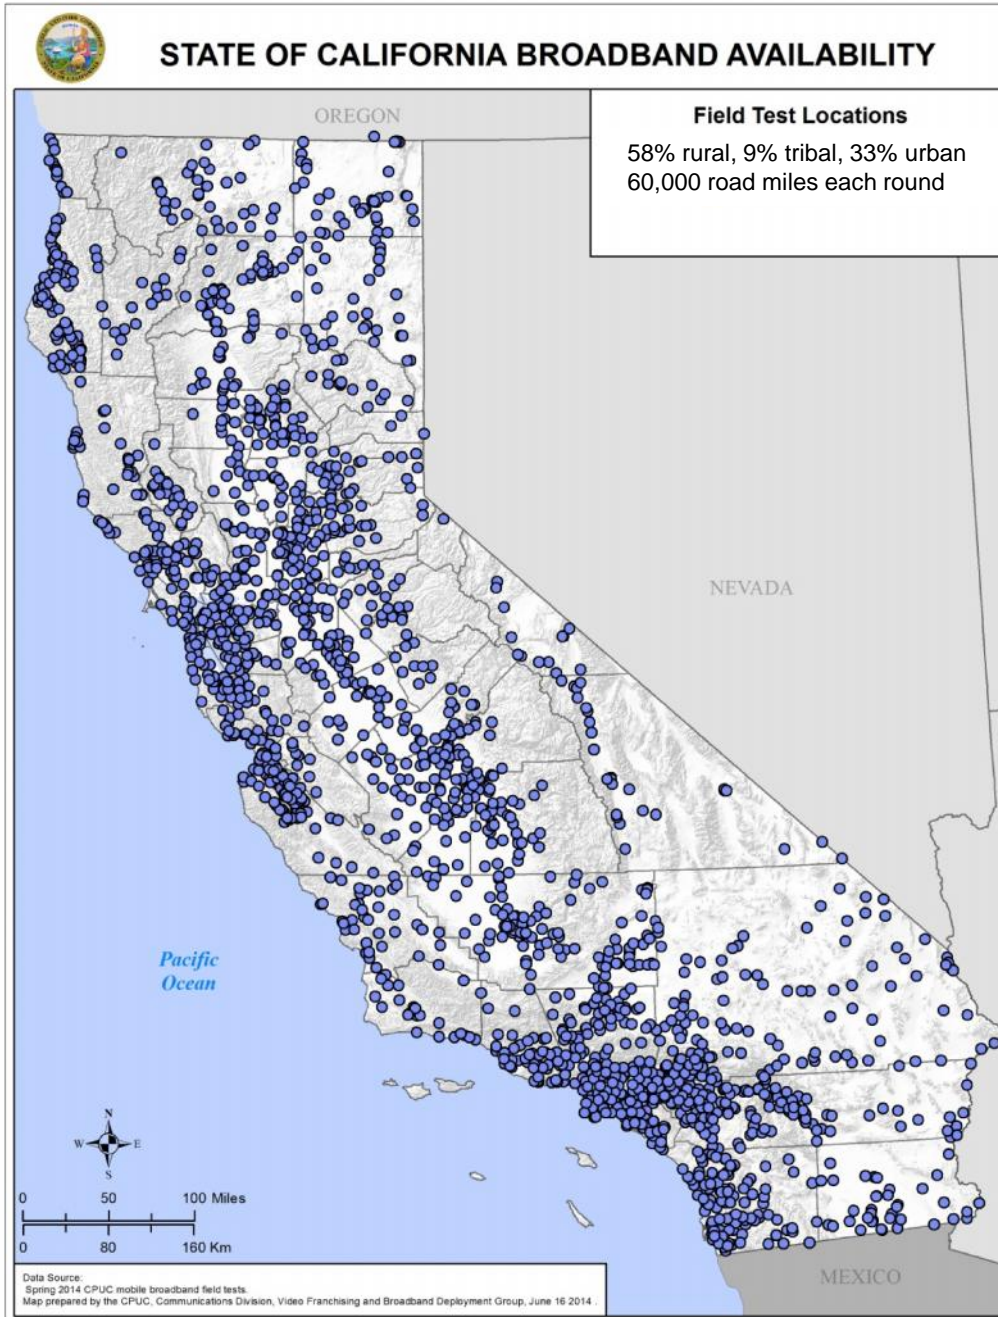 STATE OF CALIFORNIA BROADBAND AVAILABILITY
OREGON
Field Test Locations
58% rural, 9% tribal, 33% urban
60,000 road miles each round
NEVADA
Pacific
Ocean
N
W E
S
0 50 100 Miles
0 80 160 Km
MEXICO
Data Source:
Spring 2014 CPUC mobile broadband field tests.
Map prepared by the CPUC, Communications Division, Video Franchising and Broadband Deployment Group, June 16 2014 .